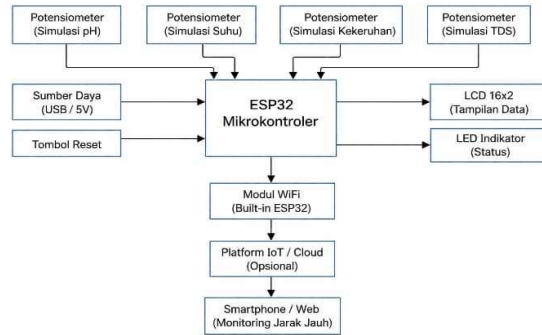 Potensiometer
(Simulasi pH)
Potensiometer
(Simulasi Suhu)
Potensiometer
(Simulasi Kekeruhan)
Potensiometer
(Simulasi TDS)
Sumber Daya
(USB / 5V)
Tombol Reset
ESP32
Mikrokontroler
LCD 16x2
(Tampilan Data)
LED Indikator
(Status)
Modul WiFi
(Built-in ESP32)
Platform IoT / Cloud
(Opsional)
Smartphone / Web
(Monitoring Jarak Jauh)